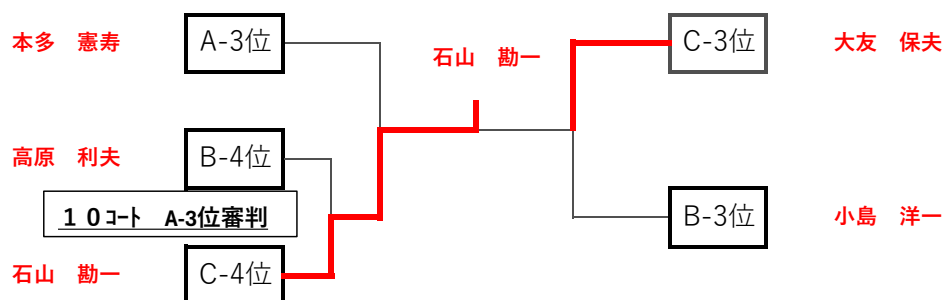 本多　憲寿
A-3位
石山　勘一
C-3位
大友　保夫
高原　利夫
B-4位
１０ｺｰﾄ　A-3位審判
B-3位
小島　洋一
石山　勘一
C-4位